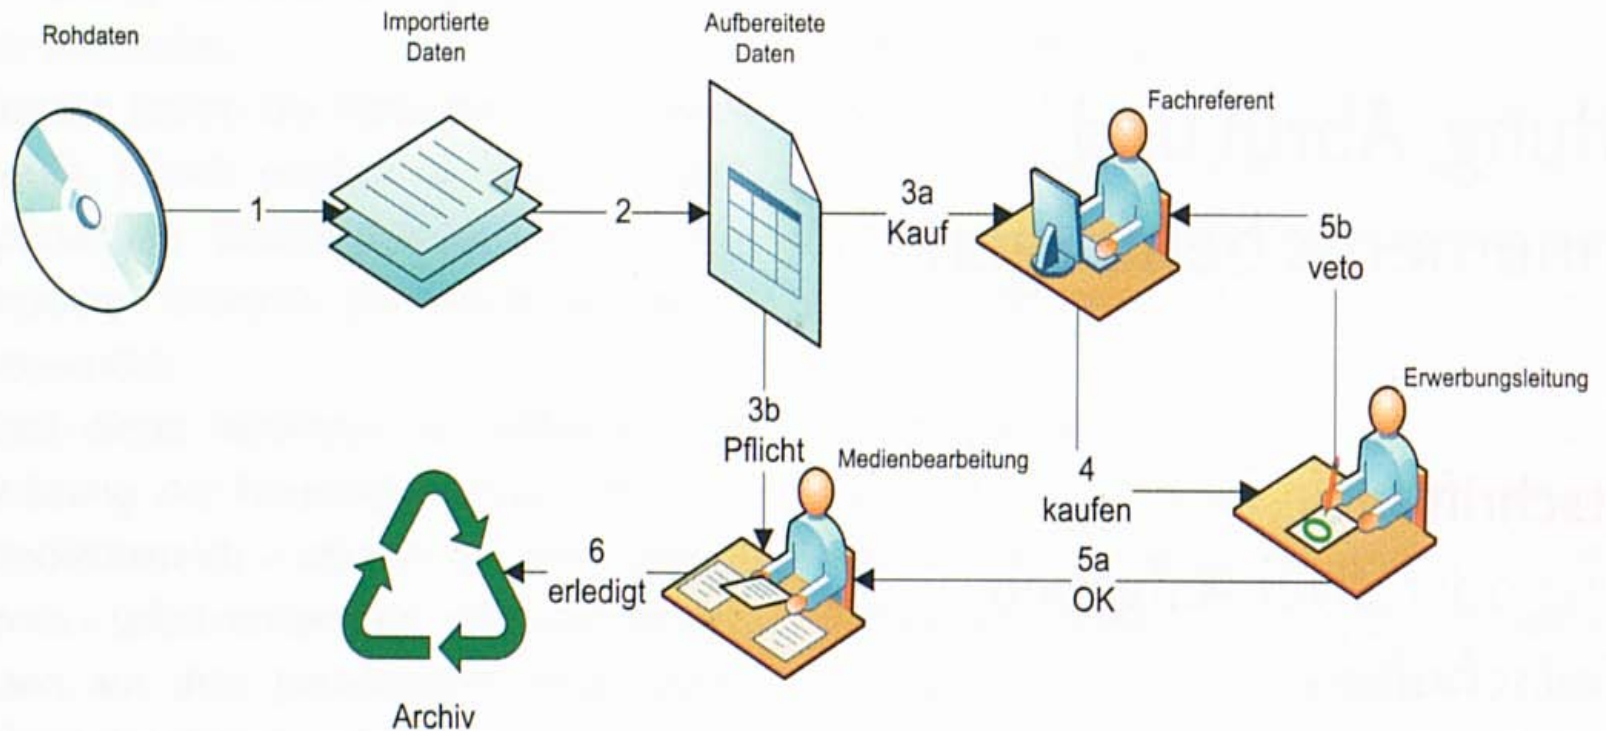 Rohdaten
Importierte
Daten
Aufbereitete
Daten
Fachreferent
1
2
3a
Kauf
5b
veto
Erwerbungsleitung
3b
Pflicht
Medienbearbeitung
4
kaufen
5a
OK
6
erledigt
Archiv